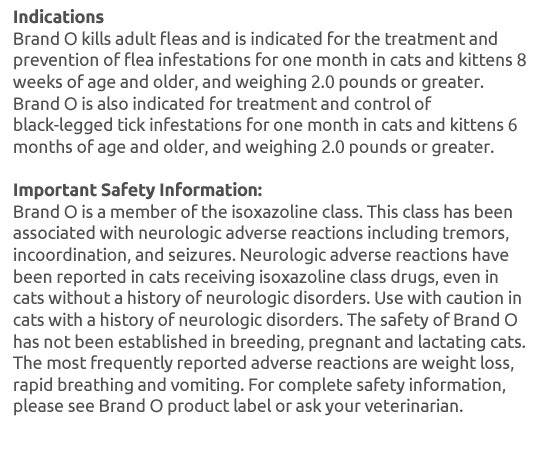 Indications
Brand O kills adult fleas and is indicated for the treatment and
prevention of flea infestations for one month in cats and kittens 8
weeks of age and older, and weighing 2.0 pounds or greater.
Brand O is also indicated for treatment and control of
black-legged tick infestations for one month in cats and kittens 6
months of age and older, and weighing 2.0 pounds or greater.
Important Safety Information:
Brand O is a member of the isoxazoline class. This class has been
associated with neurologic adverse reactions including tremors,
incoordination, and seizures. Neurologic adverse reactions have
been reported in cats receiving isoxazoline class drugs, even in
cats without a history of neurologic disorders. Use with caution in
cats with a history of neurologic disorders. The safety of Brand O
has not been established in breeding, pregnant and lactating cats.
The most frequently reported adverse reactions are weight loss,
rapid breathing and vomiting. For complete safety information,
please see Brand O product label or ask your veterinarian.